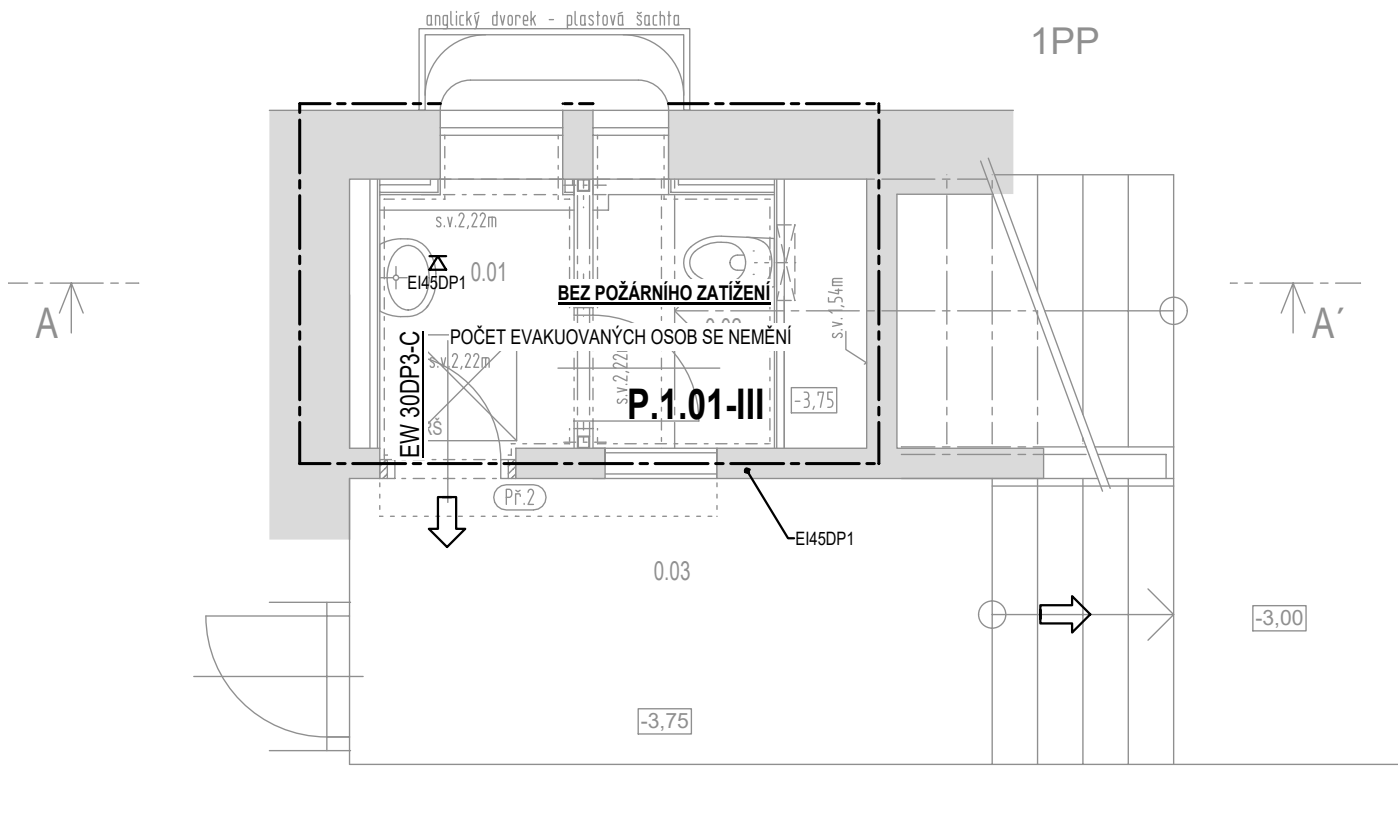 anglický dvorek - plastová šachta
1PP
s.v.2,22m
0.01
EI45DP1
BEZ POŽÁRNÍHO ZATÍŽENÍ
s.v.1,54m
A
A´
POČET EVAKUOVANÝCH OSOB SE NEMĚNÍ
EW 30DP3-C
s.v.2,22m
s.v.2,22
P.1.01-III
-3,75
Př.2
EI45DP1
0.03
-3,00
-3,75